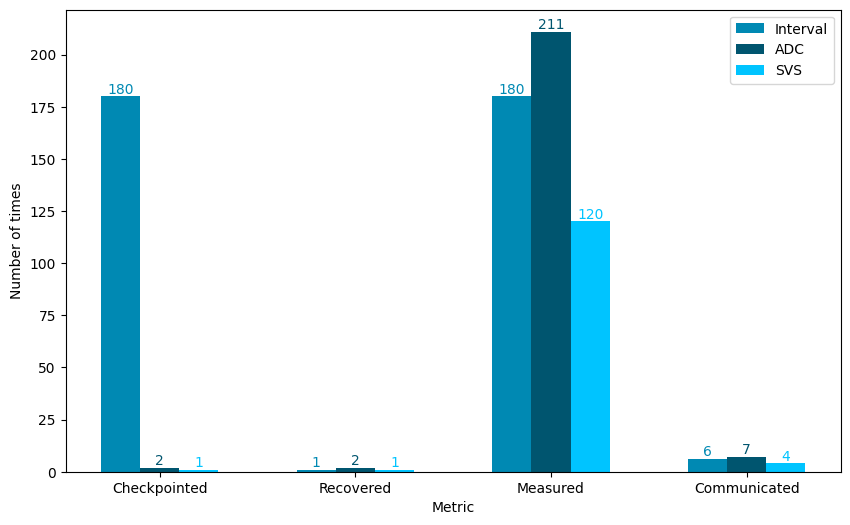 Number of times
200
175
150
125
100
75
50
25
0
180
2
1
1
2
1
180
211
120
6
7
4
Interval
ADC
SVS
Checkpointed
Recovered
Measured
Communicated
Metric